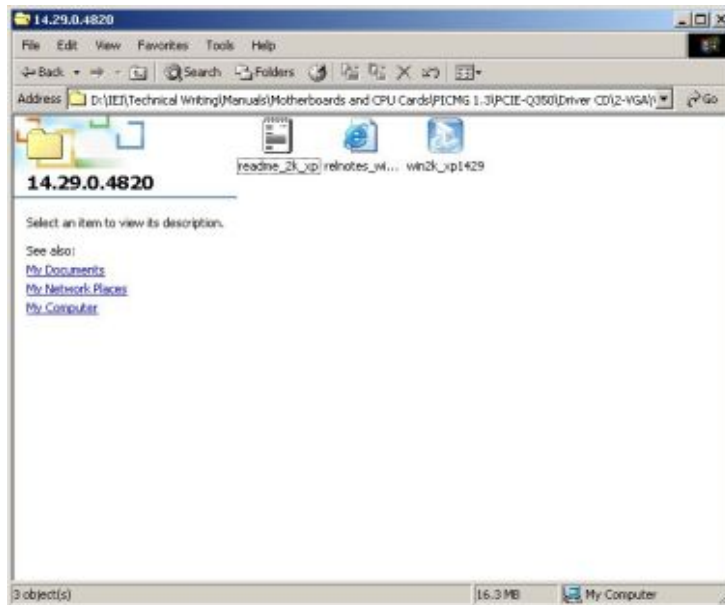 14.29.0.4820
File Edit View Favorites Tools Help
Back Search Folders
Address D:\IEI\Technical Writing\Manuals\Motherboards and CPU Cards\PICMG 1.3\PCIE-Q350\Driver CD\2-VGA\ Go
readme_2k_xp relnotes_wi... win2k_xp1429
14.29.0.4820
Select an item to view its description.
See also:
My Documents
My Network Places
My Computer
3 object(s) 16.3 MB My Computer